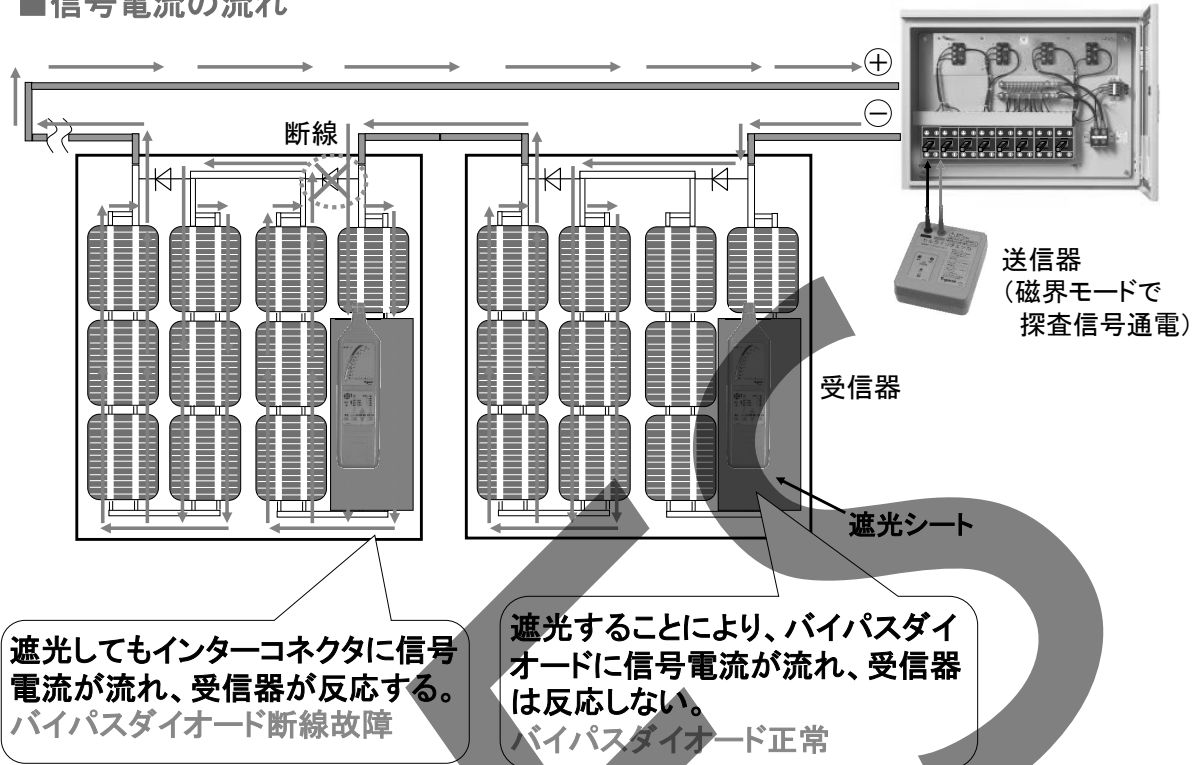 ■信号電流の流れ
⊕
⊖
断線
送信器
(磁界モードで
探査信号通電)
受信器
遮光シート
遮光してもインターコネクタに信号
電流が流れ、受信器が反応する。
バイパスダイオード断線故障
遮光することにより、バイパスダイ
オードに信号電流が流れ、受信器
は反応しない。
バイパスダイオード正常